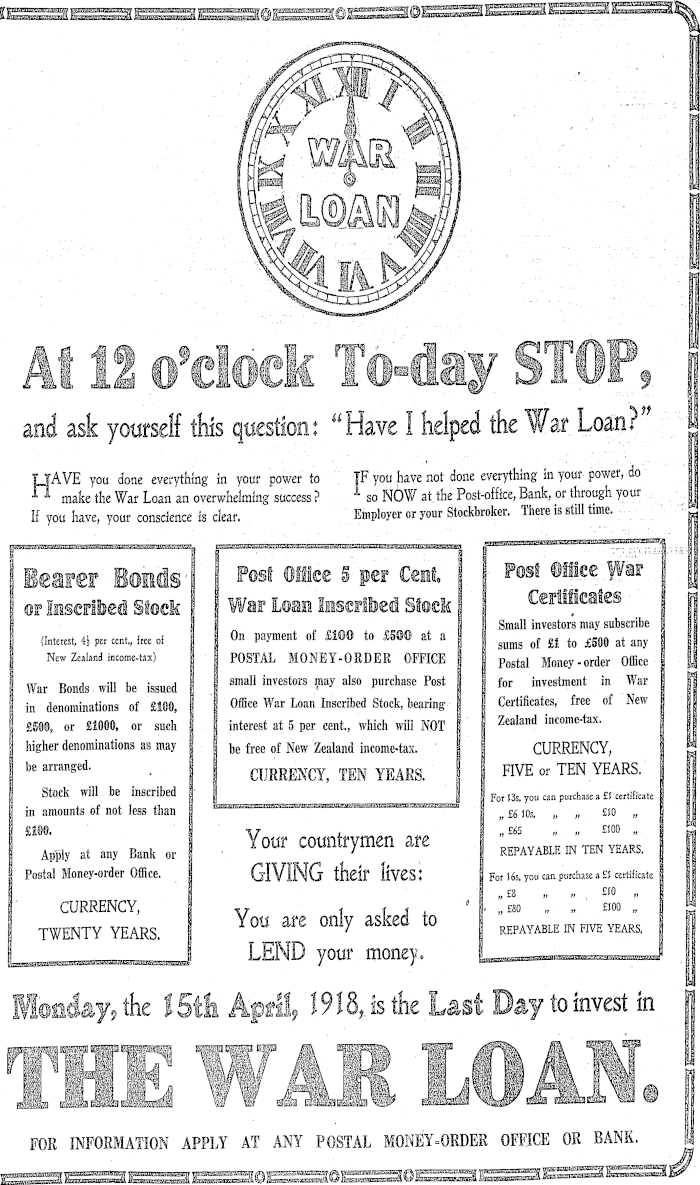 XII I II III IIII V VI VII VIII IX X XI
WAR
LOAN
At 12 o'clock To-day STOP,
and ask yourself this question: "Have I helped the War Loan?"
HAVE you done everything in your power to
make the War Loan an overwhelming success?
If you have, your conscience is clear.
IF you have not done everything in your power, do
so NOW at the Post-office, Bank, or through your
Employer or your Stockbroker. There is still time.
Bearer Bonds
or Inscribed Stock
(Interest, 4½ per cent., free of
New Zealand income-tax)
War Bonds will be issued
in denominations of £100,
£500, or £1000, or such
higher denominations as may
be arranged.
Stock will be inscribed
in amounts of not less than
£100.
Apply at any Bank or
Postal Money-order Office.
CURRENCY,
TWENTY YEARS.
Post Office 5 per Cent.
War Loan Inscribed Stock
On payment of £100 to £500 at a
POSTAL MONEY-ORDER OFFICE
small investors may also purchase Post
Office War Loan Inscribed Stock, bearing
interest at 5 per cent., which will NOT
be free of New Zealand income-tax.
CURRENCY, TEN YEARS.
Your countrymen are
GIVING their lives:
You are only asked to
LEND your money.
Post Office War
Certificates
Small investors may subscribe
sums of £1 to £500 at any
Postal Money-order Office
for investment in War
Certificates, free of New
Zealand income-tax.
CURRENCY,
FIVE or TEN YEARS.
For 13s. you can purchase a £1 certificate
„ £6 10s. „ „ £10 „
„ £65 „ „ £100 „
REPAYABLE IN TEN YEARS.
For 16s. you can purchase a £1 certificate
„ £8 „ „ £10 „
„ £80 „ „ £100 „
REPAYABLE IN FIVE YEARS.
Monday, the 15th April, 1918, is the Last Day to invest in
THE WAR LOAN.
FOR INFORMATION APPLY AT ANY POSTAL MONEY-ORDER OFFICE OR BANK.